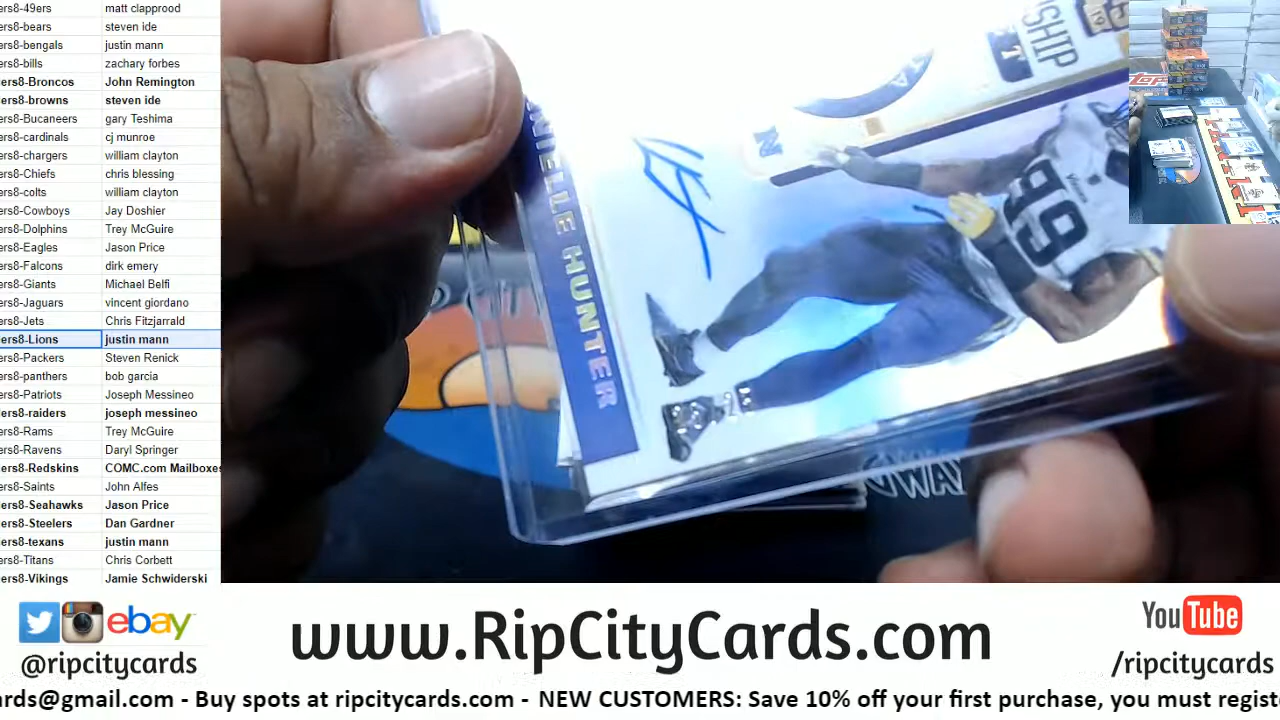 ers8-49ers matt clapprood
ers8-bears steven ide
ers8-bengals justin mann
ers8-bills zachary forbes
ers8-Broncos John Remington
ers8-browns steven ide
ers8-Bucaneers gary Teshima
ers8-cardinals cj munroe
ers8-chargers william clayton
ers8-Chiefs chris blessing
ers8-colts william clayton
ers8-Cowboys Jay Doshier
ers8-Dolphins Trey McGuire
ers8-Eagles Jason Price
ers8-Falcons dirk emery
ers8-Giants Michael Belfi
ers8-Jaguars vincent giordano
ers8-Jets Chris Fitzjarrald
ers8-Lions justin mann
ers8-Packers Steven Renick
ers8-panthers bob garcia
ers8-Patriots Joseph Messineo
ers8-raiders joseph messineo
ers8-Rams Trey McGuire
ers8-Ravens Daryl Springer
ers8-Redskins COMC.com Mailboxes
ers8-Saints John Alfes
ers8-Seahawks Jason Price
ers8-Steelers Dan Gardner
ers8-texans justin mann
ers8-Titans Chris Corbett
ers8-Vikings Jamie Schwiderski
SHIP
N
99
NIELLE HUNTER
ebay
@ripcitycards
www.RipCityCards.com
YouTube
/ripcitycards
ards@gmail.com - Buy spots at ripcitycards.com - NEW CUSTOMERS: Save 10% off your first purchase, you must regist